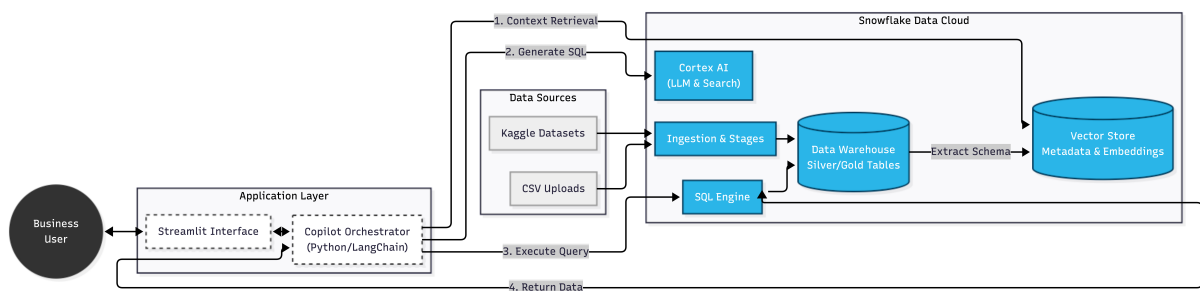 Snowflake Data Cloud
1. Context Retrieval
2. Generate SQL
Cortex AI
(LLM & Search)
Data Sources
Kaggle Datasets
CSV Uploads
Ingestion & Stages
Data Warehouse
Silver/Gold Tables
Extract Schema
Vector Store
Metadata & Embeddings
SQL Engine
Application Layer
Business
User
Streamlit Interface
Copilot Orchestrator
(Python/LangChain)
3. Execute Query
4. Return Data